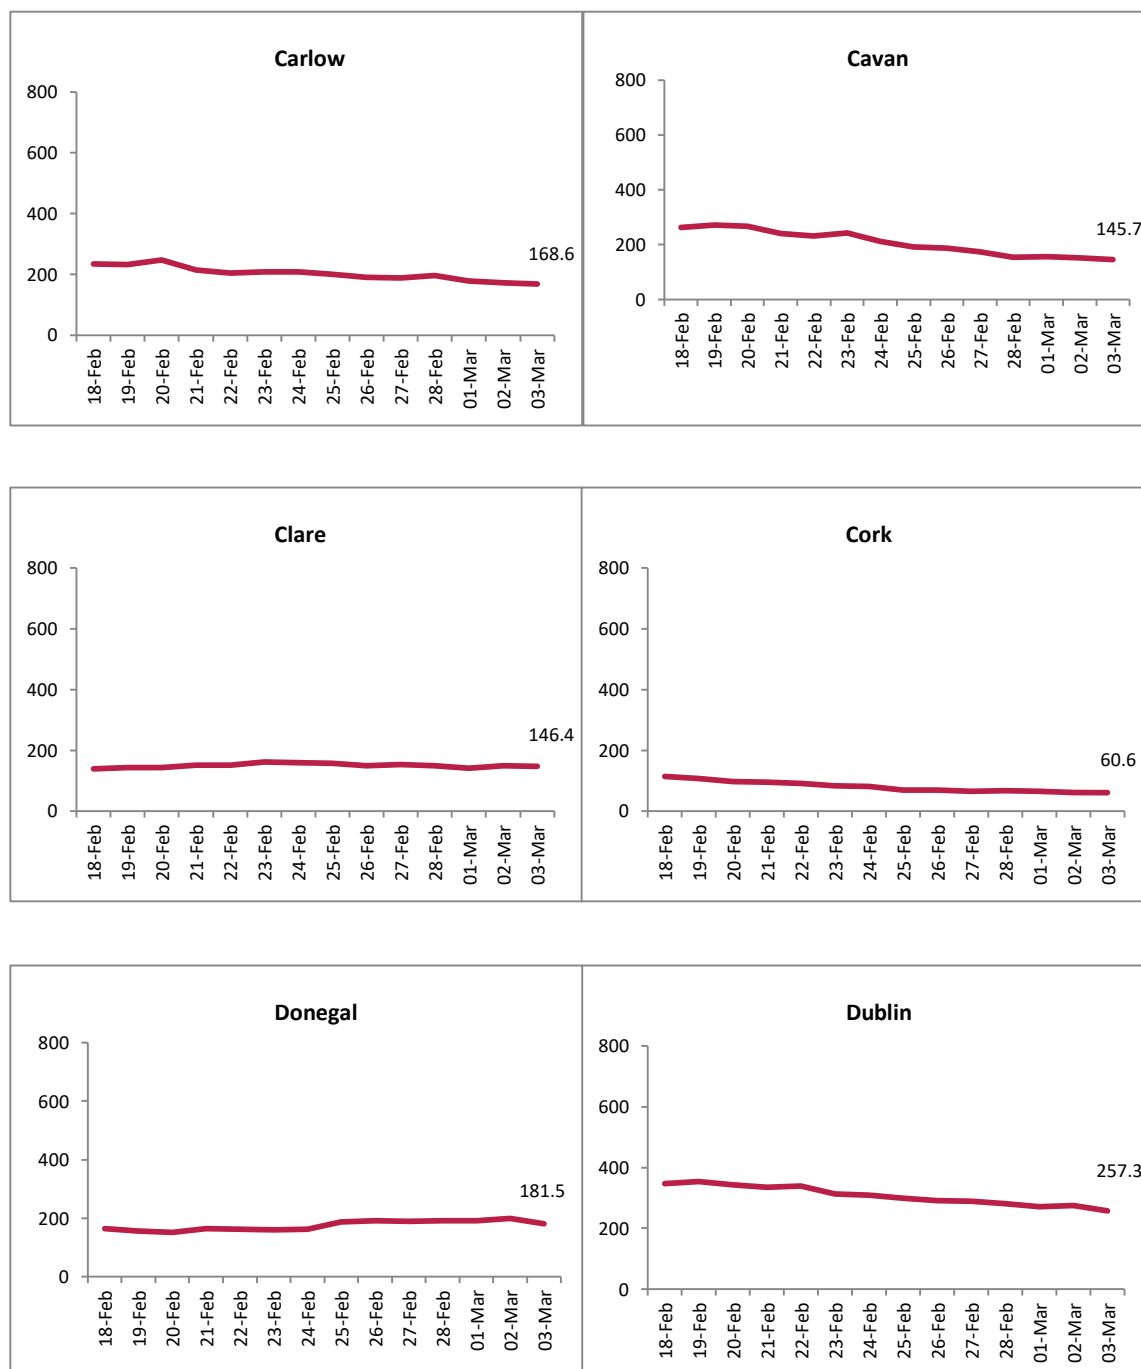 Carlow
800
600
400
200
0
168.6
18-Feb
19-Feb
20-Feb
21-Feb
22-Feb
23-Feb
24-Feb
25-Feb
26-Feb
27-Feb
28-Feb
01-Mar
02-Mar
03-Mar
Cavan
800
600
400
200
0
145.7
18-Feb
19-Feb
20-Feb
21-Feb
22-Feb
23-Feb
24-Feb
25-Feb
26-Feb
27-Feb
28-Feb
01-Mar
02-Mar
03-Mar
Clare
800
600
400
200
0
146.4
18-Feb
19-Feb
20-Feb
21-Feb
22-Feb
23-Feb
24-Feb
25-Feb
26-Feb
27-Feb
28-Feb
01-Mar
02-Mar
03-Mar
Cork
800
600
400
200
0
60.6
18-Feb
19-Feb
20-Feb
21-Feb
22-Feb
23-Feb
24-Feb
25-Feb
26-Feb
27-Feb
28-Feb
01-Mar
02-Mar
03-Mar
Donegal
800
600
400
200
0
181.5
18-Feb
19-Feb
20-Feb
21-Feb
22-Feb
23-Feb
24-Feb
25-Feb
26-Feb
27-Feb
28-Feb
01-Mar
02-Mar
03-Mar
Dublin
800
600
400
200
0
257.3
18-Feb
19-Feb
20-Feb
21-Feb
22-Feb
23-Feb
24-Feb
25-Feb
26-Feb
27-Feb
28-Feb
01-Mar
02-Mar
03-Mar